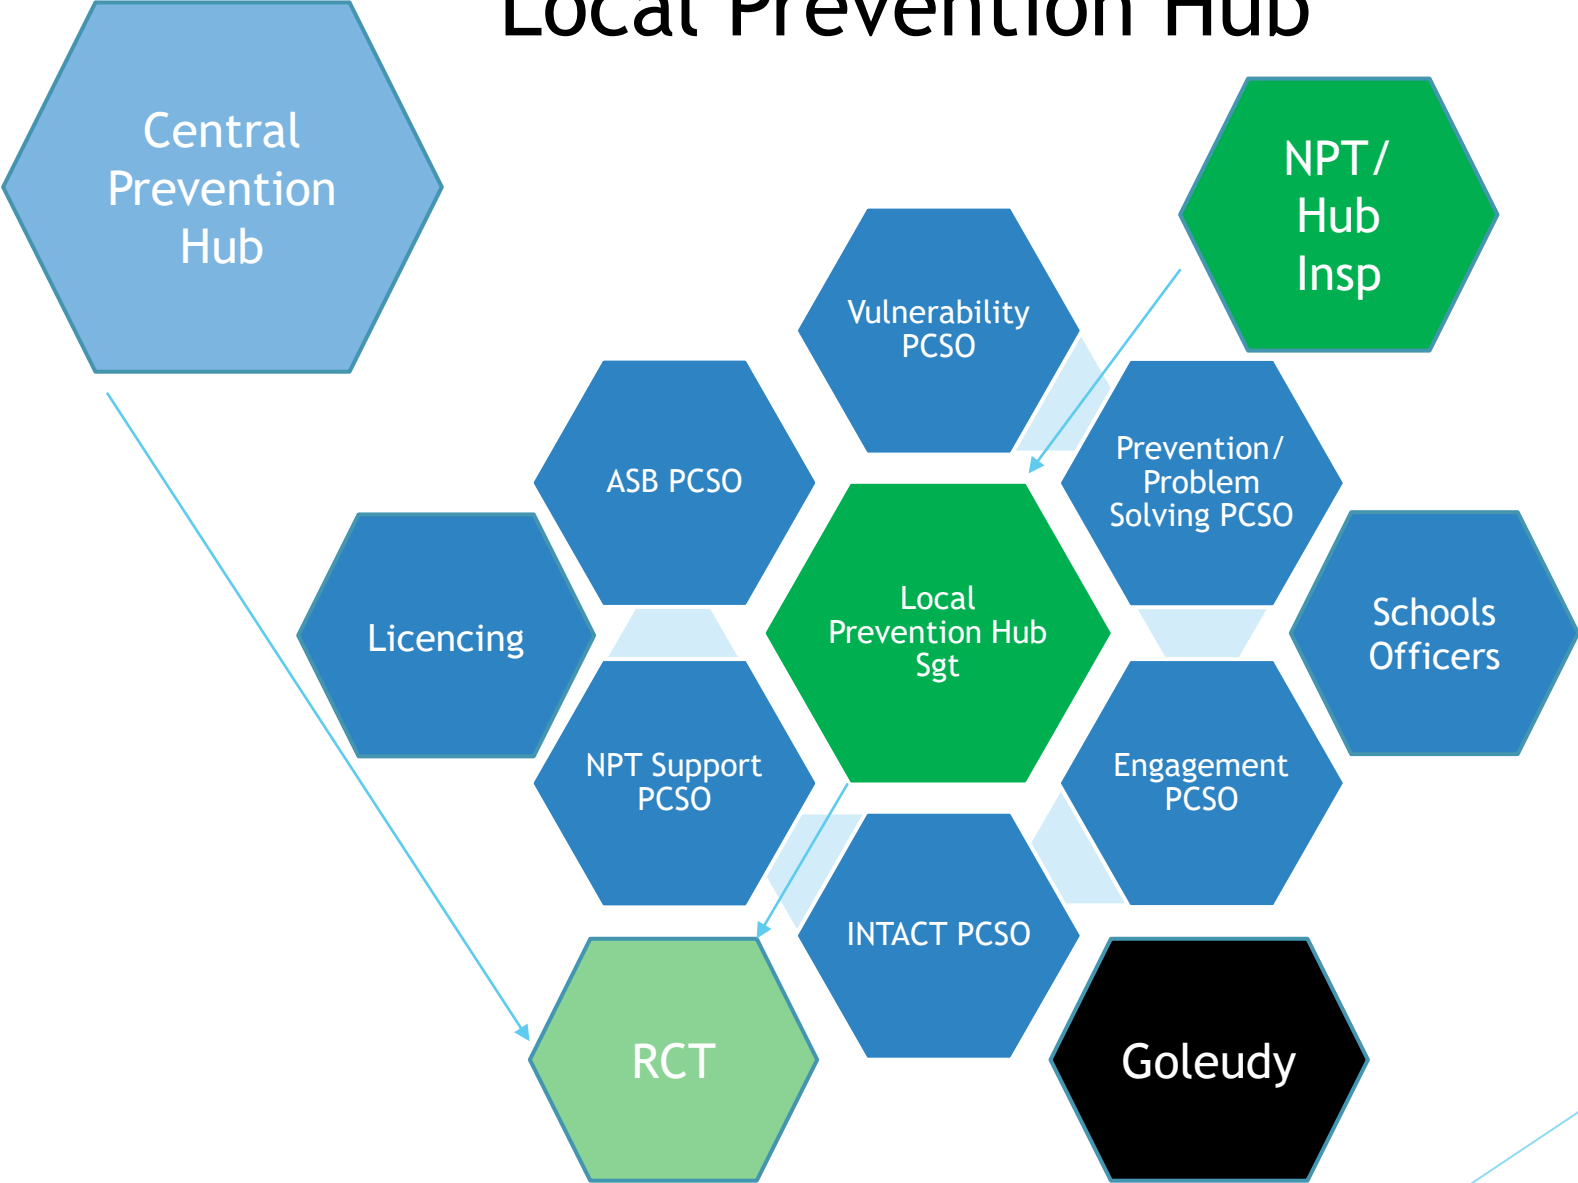 Local Prevention Hub
Central
Prevention
Hub
NPT/
Hub
Insp
Vulnerability
PCSO
ASB PCSO
Prevention/
Problem
Solving PCSO
Licencing
Local
Prevention Hub
Sgt
Schools
Officers
NPT Support
PCSO
Engagement
PCSO
INTACT PCSO
RCT
Goleudy